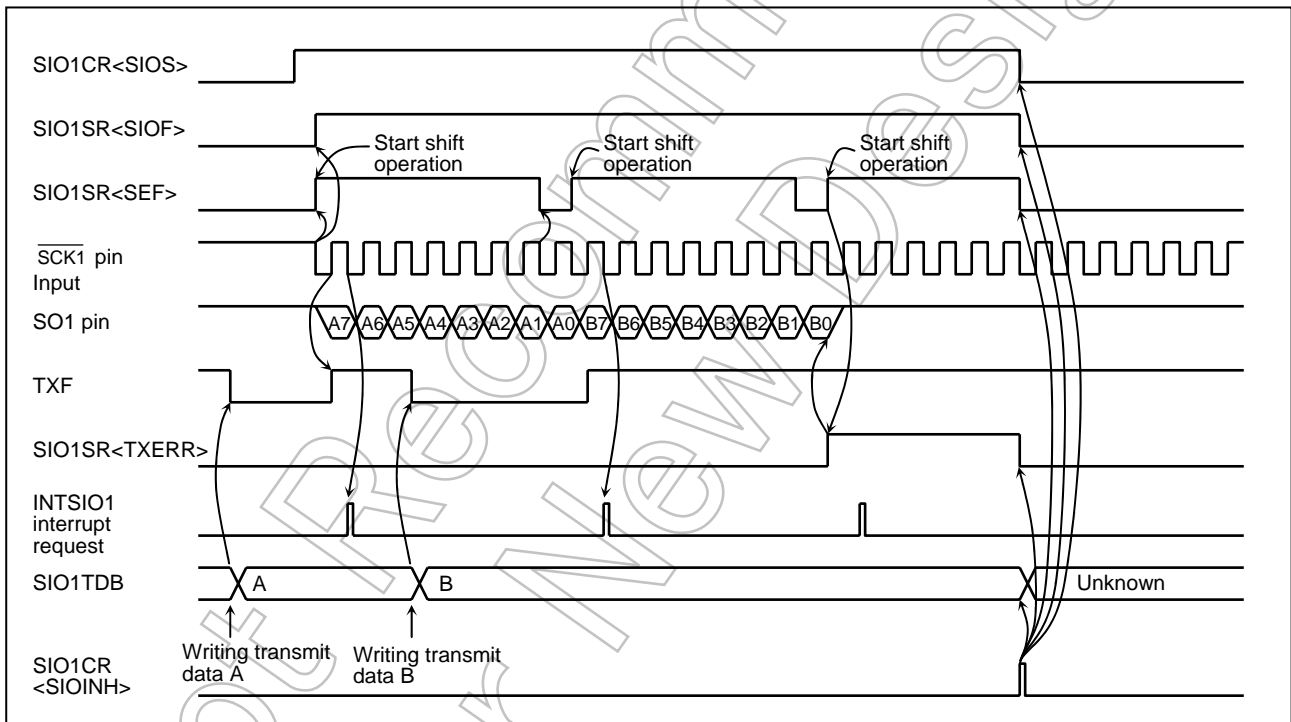 SIO1CR<SIOS>
SIO1SR<SIOF>
Start shift
operation
Start shift
operation
Start shift
operation
SIO1SR<SEF>
SCK1 pin
Input
SO1 pin
A7 A6 A5 A4 A3 A2 A1 A0 B7 B6 B5 B4 B3 B2 B1 B0
TXF
SIO1SR<TXERR>
INTSIO1
interrupt
request
SIO1TDB
A
B
Unknown
Writing transmit
data A
Writing transmit
data B
SIO1CR
<SIOINH>